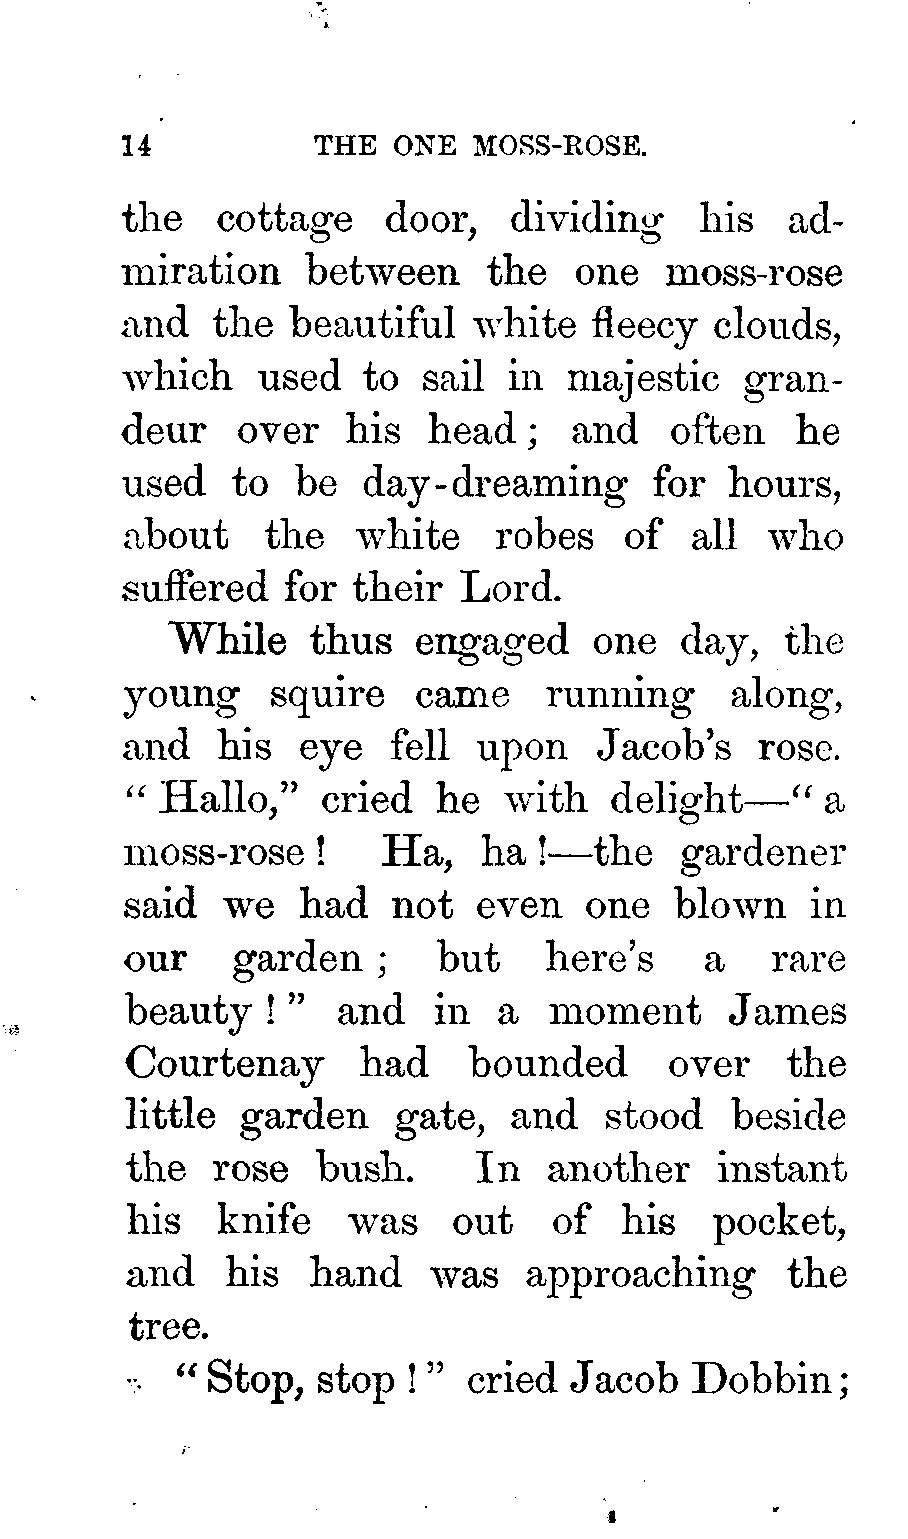 14 THE ONE MOSS-ROSE.
the cottage door, dividing his ad-
miration between the one moss-rose
and the beautiful white fleecy clouds,
which used to sail in majestic gran-
deur over his head; and often he
used to be day-dreaming for hours,
about the white robes of all who
suffered for their Lord.
While thus engaged one day, the
young squire came running along,
and his eye fell upon Jacob's rose.
"Hallo," cried he with delight—"a
moss-rose! Ha, ha!—the gardener
said we had not even one blown in
our garden; but here's a rare
beauty!" and in a moment James
Courtenay had bounded over the
little garden gate, and stood beside
the rose bush. In another instant
his knife was out of his pocket,
and his hand was approaching the
tree.
"Stop, stop!" cried Jacob Dobbin;